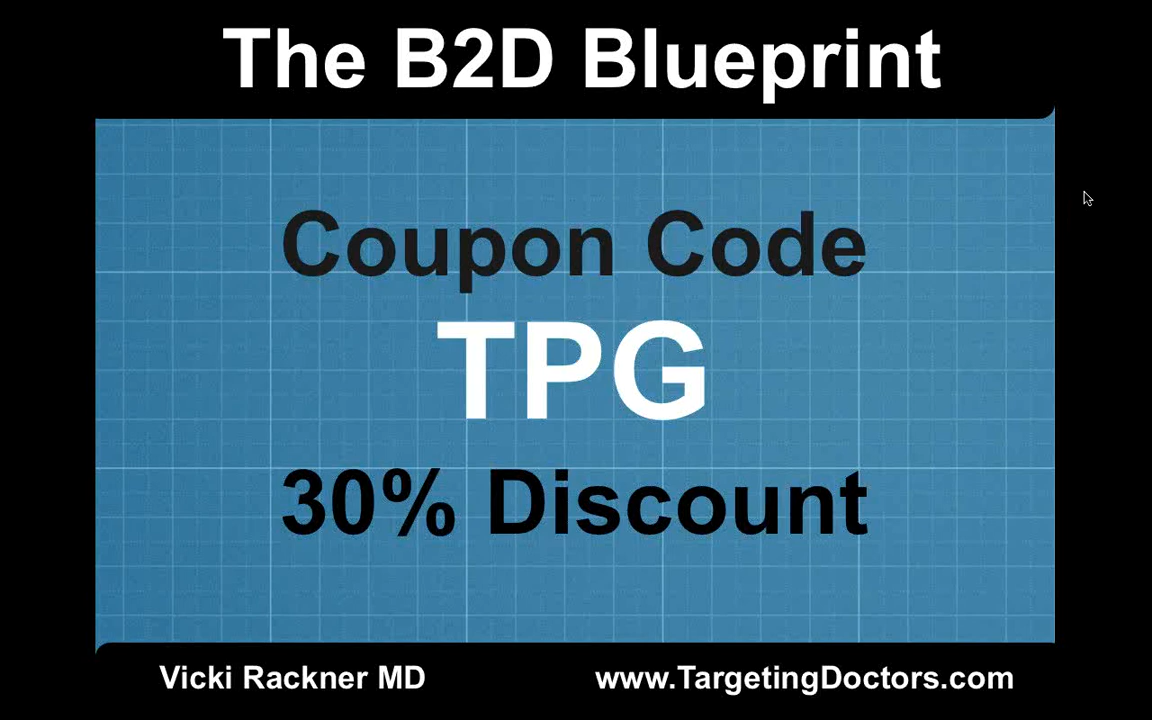 The B2D Blueprint
Coupon Code
TPG
30% Discount
Vicki Rackner MD
www.TargetingDoctors.com